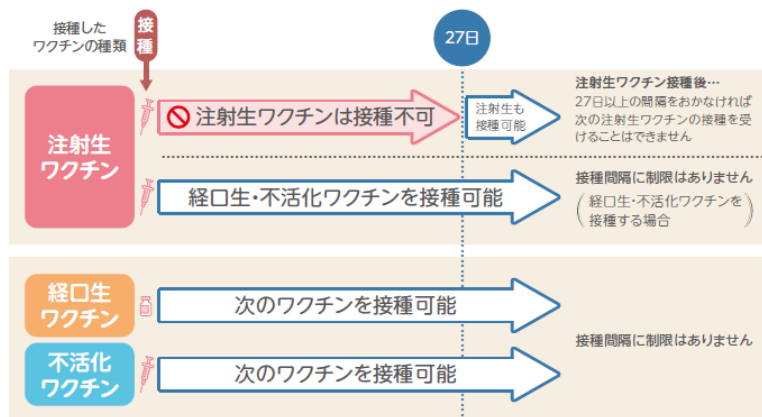 接種した
ワクチンの種類
接種
27日
注射生
ワクチン
注射生ワクチンは接種不可
注射生も
接種可能
注射生ワクチン接種後…
27日以上の間隔をおかなければ
次の注射生ワクチンの接種を受
けることはできません
経口生・不活化ワクチンを接種可能
接種間隔に制限はありません
(経口生・不活化ワクチンを
接種する場合)
経口生
ワクチン
次のワクチンを接種可能
不活化
ワクチン
次のワクチンを接種可能
接種間隔に制限はありません